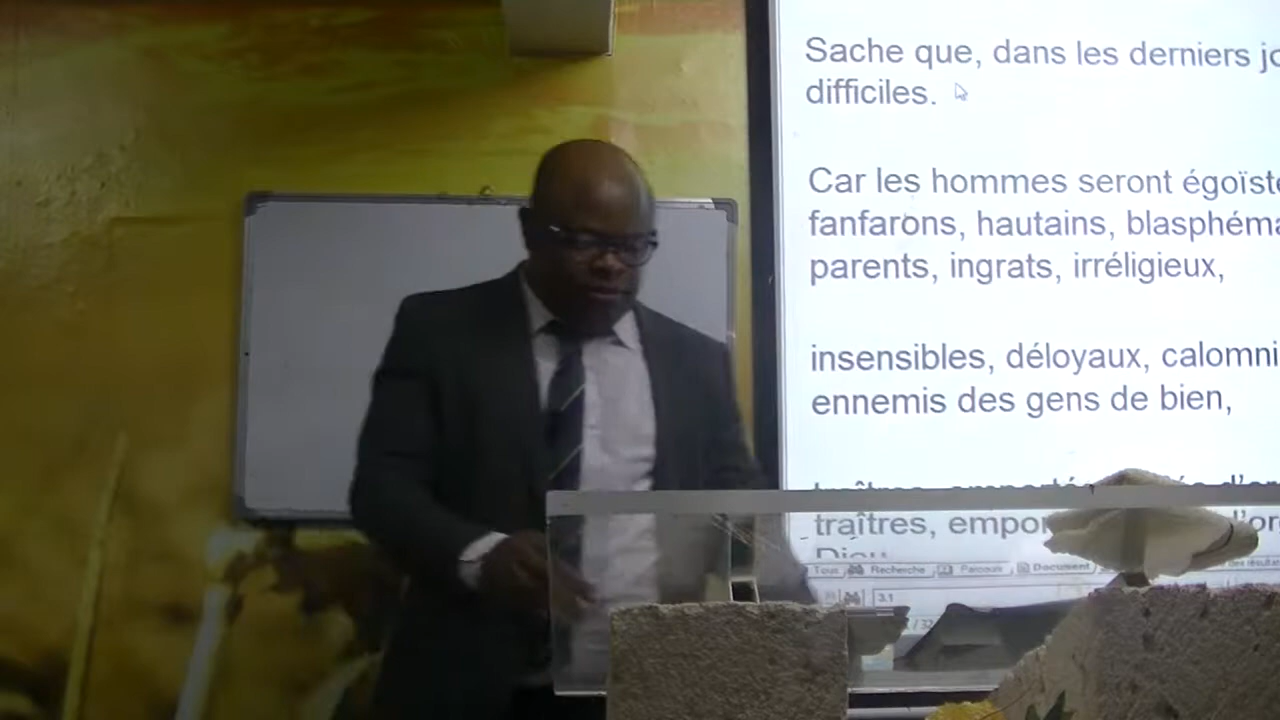 Sache que, dans les derniers
difficiles.
Car les hommes seront
fanfarons, hautains,
parents, ingrats, irréligieux,
insensibles, déloyaux,
ennemis des gens de bien,
traîtres,
Dieu
Tous Recherche Parcours Document
3.1